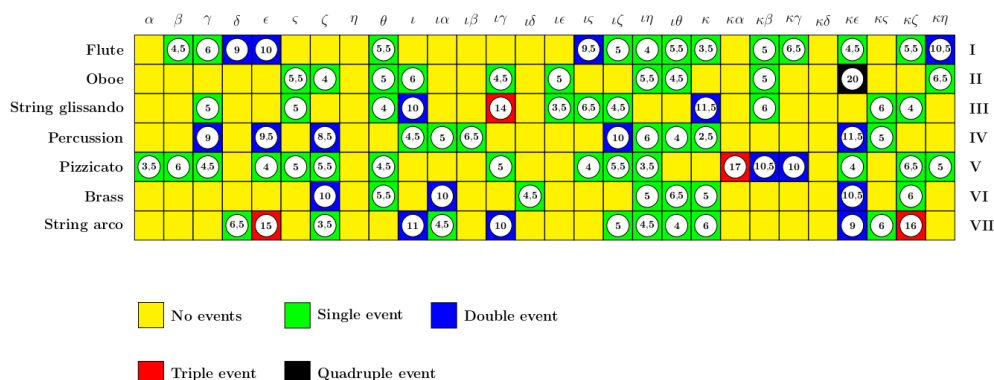 α β γ δ ϵ ς ζ η θ ι ια ιβ ιγ ιδ ιϵ ις ιζ ιη ιθ κ κα κβ κγ κδ κϵ κς κζ κη
Flute 4,5 6 9 10 5,5 9,5 5 4 5,5 3,5 5 6,5 4,5 5,5 10,5 I
Oboe 5,5 4 5 6 4,5 5 5,5 4,5 5 20 6,5 II
String glissando 5 5 4 10 14 3,5 6,5 4,5 11,5 6 6 4 III
Percussion 9 9,5 8,5 4,5 5 6,5 10 6 4 2,5 11,5 5 IV
Pizzicato 3,5 6 4,5 4 5 5,5 4,5 5 4 5,5 3,5 17 10,5 10 4 6,5 5 V
Brass 10 5,5 10 4,5 5 6,5 5 10,5 6 VI
String arco 6,5 15 3,5 11 4,5 10 5 4,5 4 6 9 6 16 VII
No events Single event Double event
Triple event Quadruple event